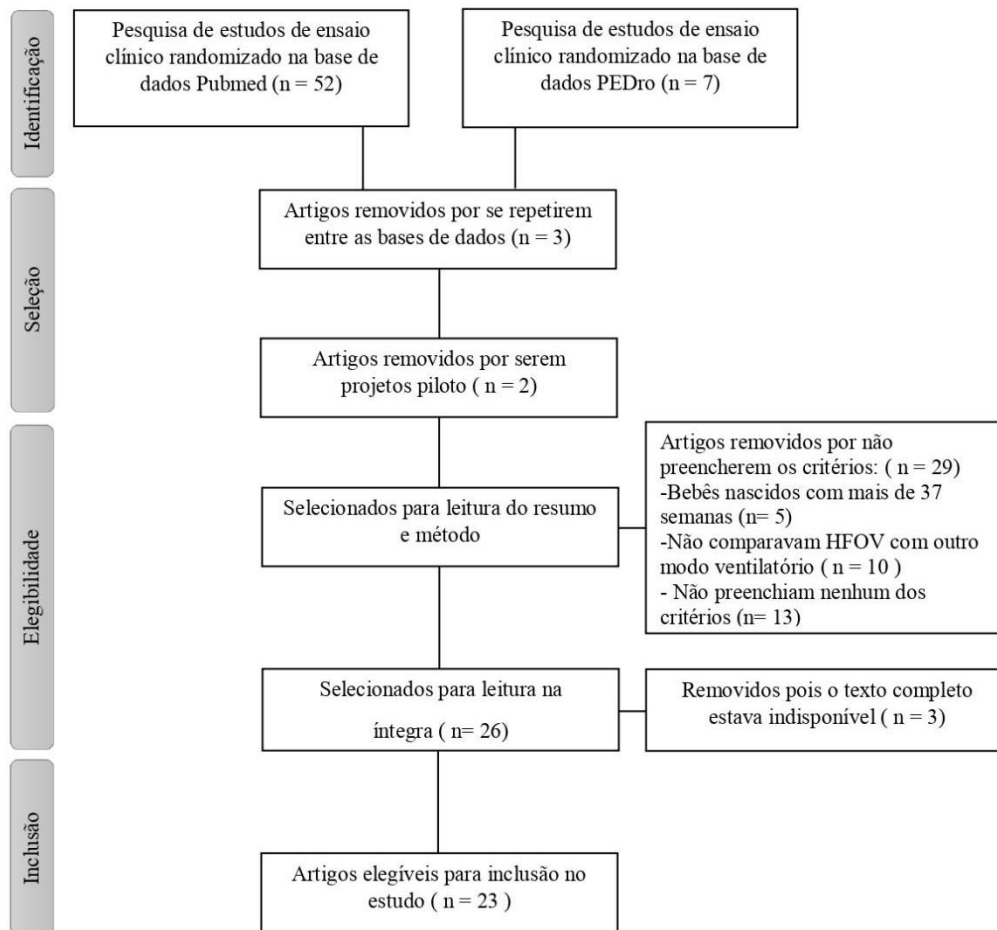 Identificação
Pesquisa de estudos de ensaio
clínico randomizado na base de
dados Pubmed (n = 52)
Pesquisa de estudos de ensaio
clínico randomizado na base de
dados PEDro (n = 7)
Seleção
Artigos removidos por se repetirem
entre as bases de dados (n = 3)
Artigos removidos por serem
projetos piloto ( n = 2)
Elegibilidade
Selecionados para leitura do resumo
e método
Artigos removidos por não
preencherem os critérios: ( n = 29)
-Bebês nascidos com mais de 37
semanas (n= 5)
-Não comparavam HFOV com outro
modo ventilatório ( n = 10 )
- Não preenchiam nenhum dos
critérios (n= 13)
Selecionados para leitura na
íntegra ( n= 26)
Removidos pois o texto completo
estava indisponível ( n = 3)
Inclusão
Artigos elegíveis para inclusão no
estudo ( n = 23 )